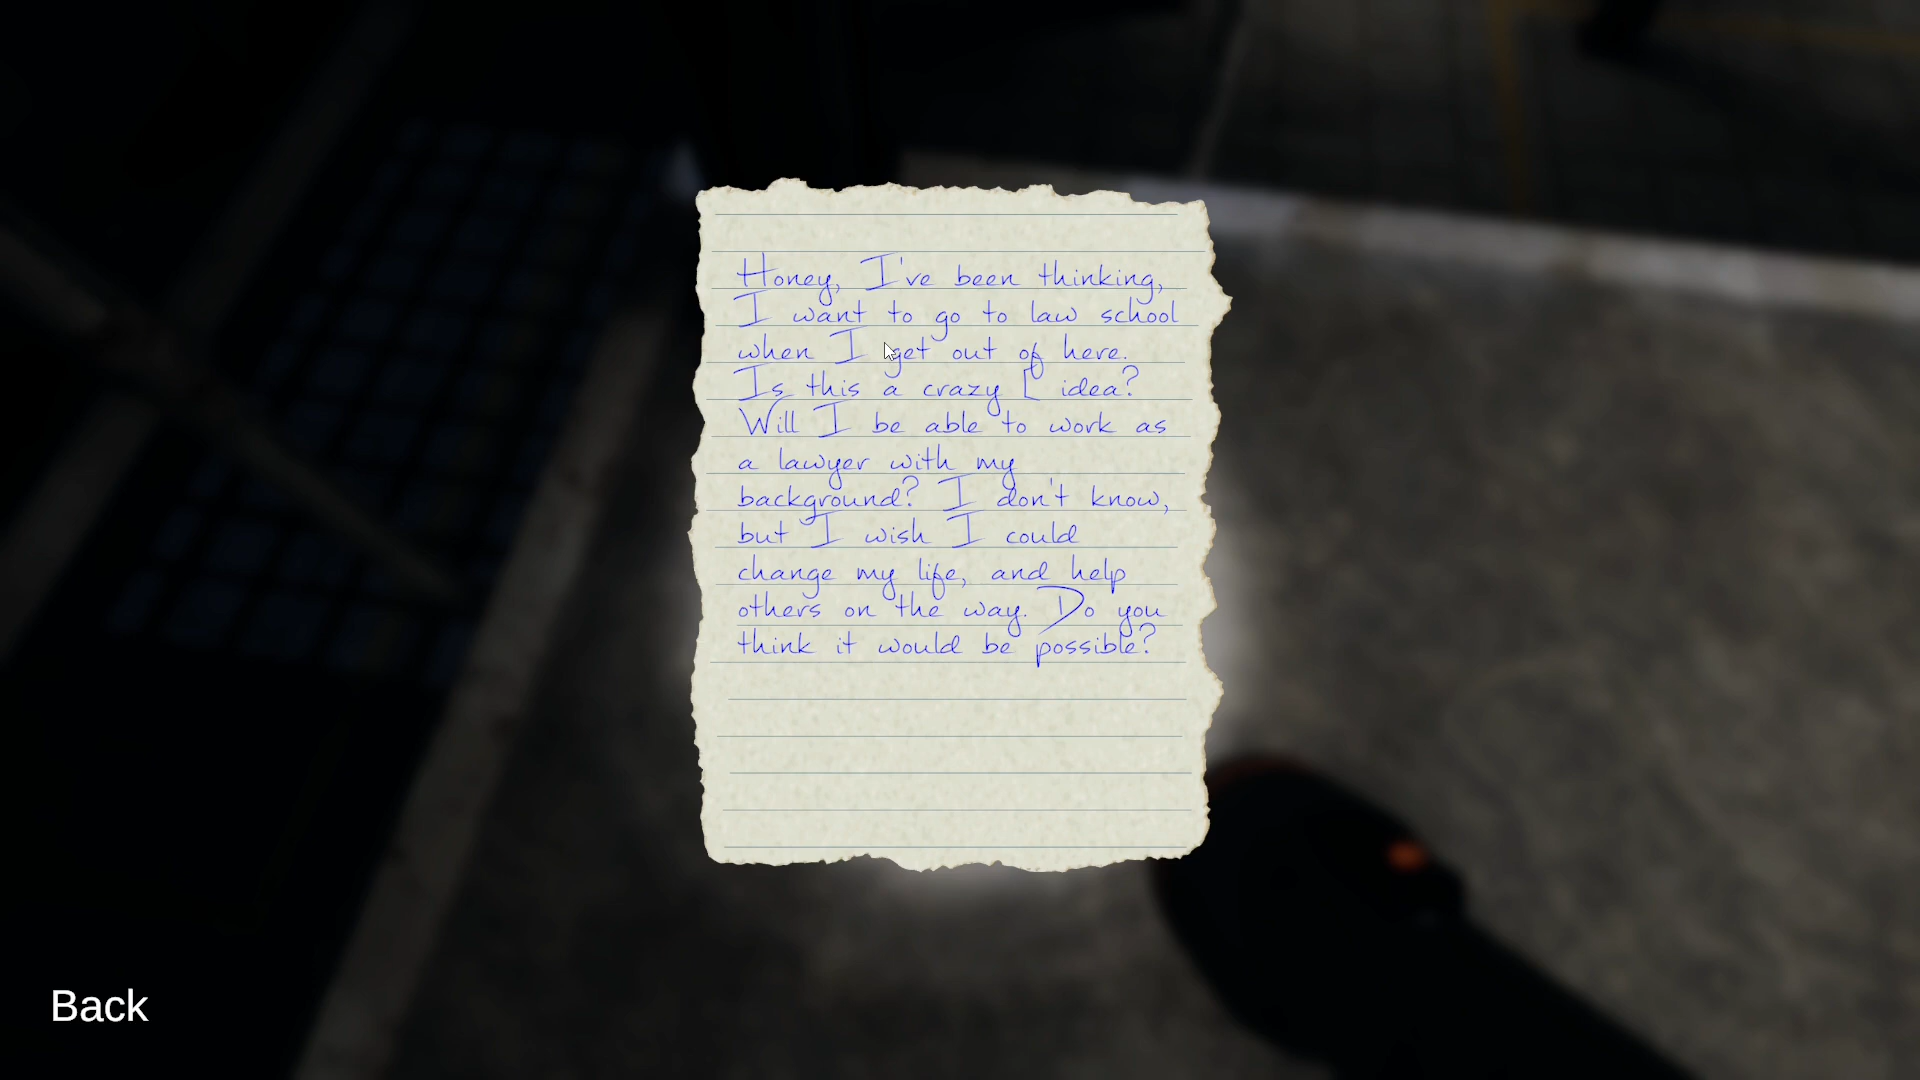 Honey, I've been thinking,
I want to go to law school
when I get out of here.
Is this a crazy [ idea?
Will I be able to work as
a lawyer with my
background? I don't know,
but I wish I could
change my life, and help
others on the way. Do you
think it would be possible?
Back